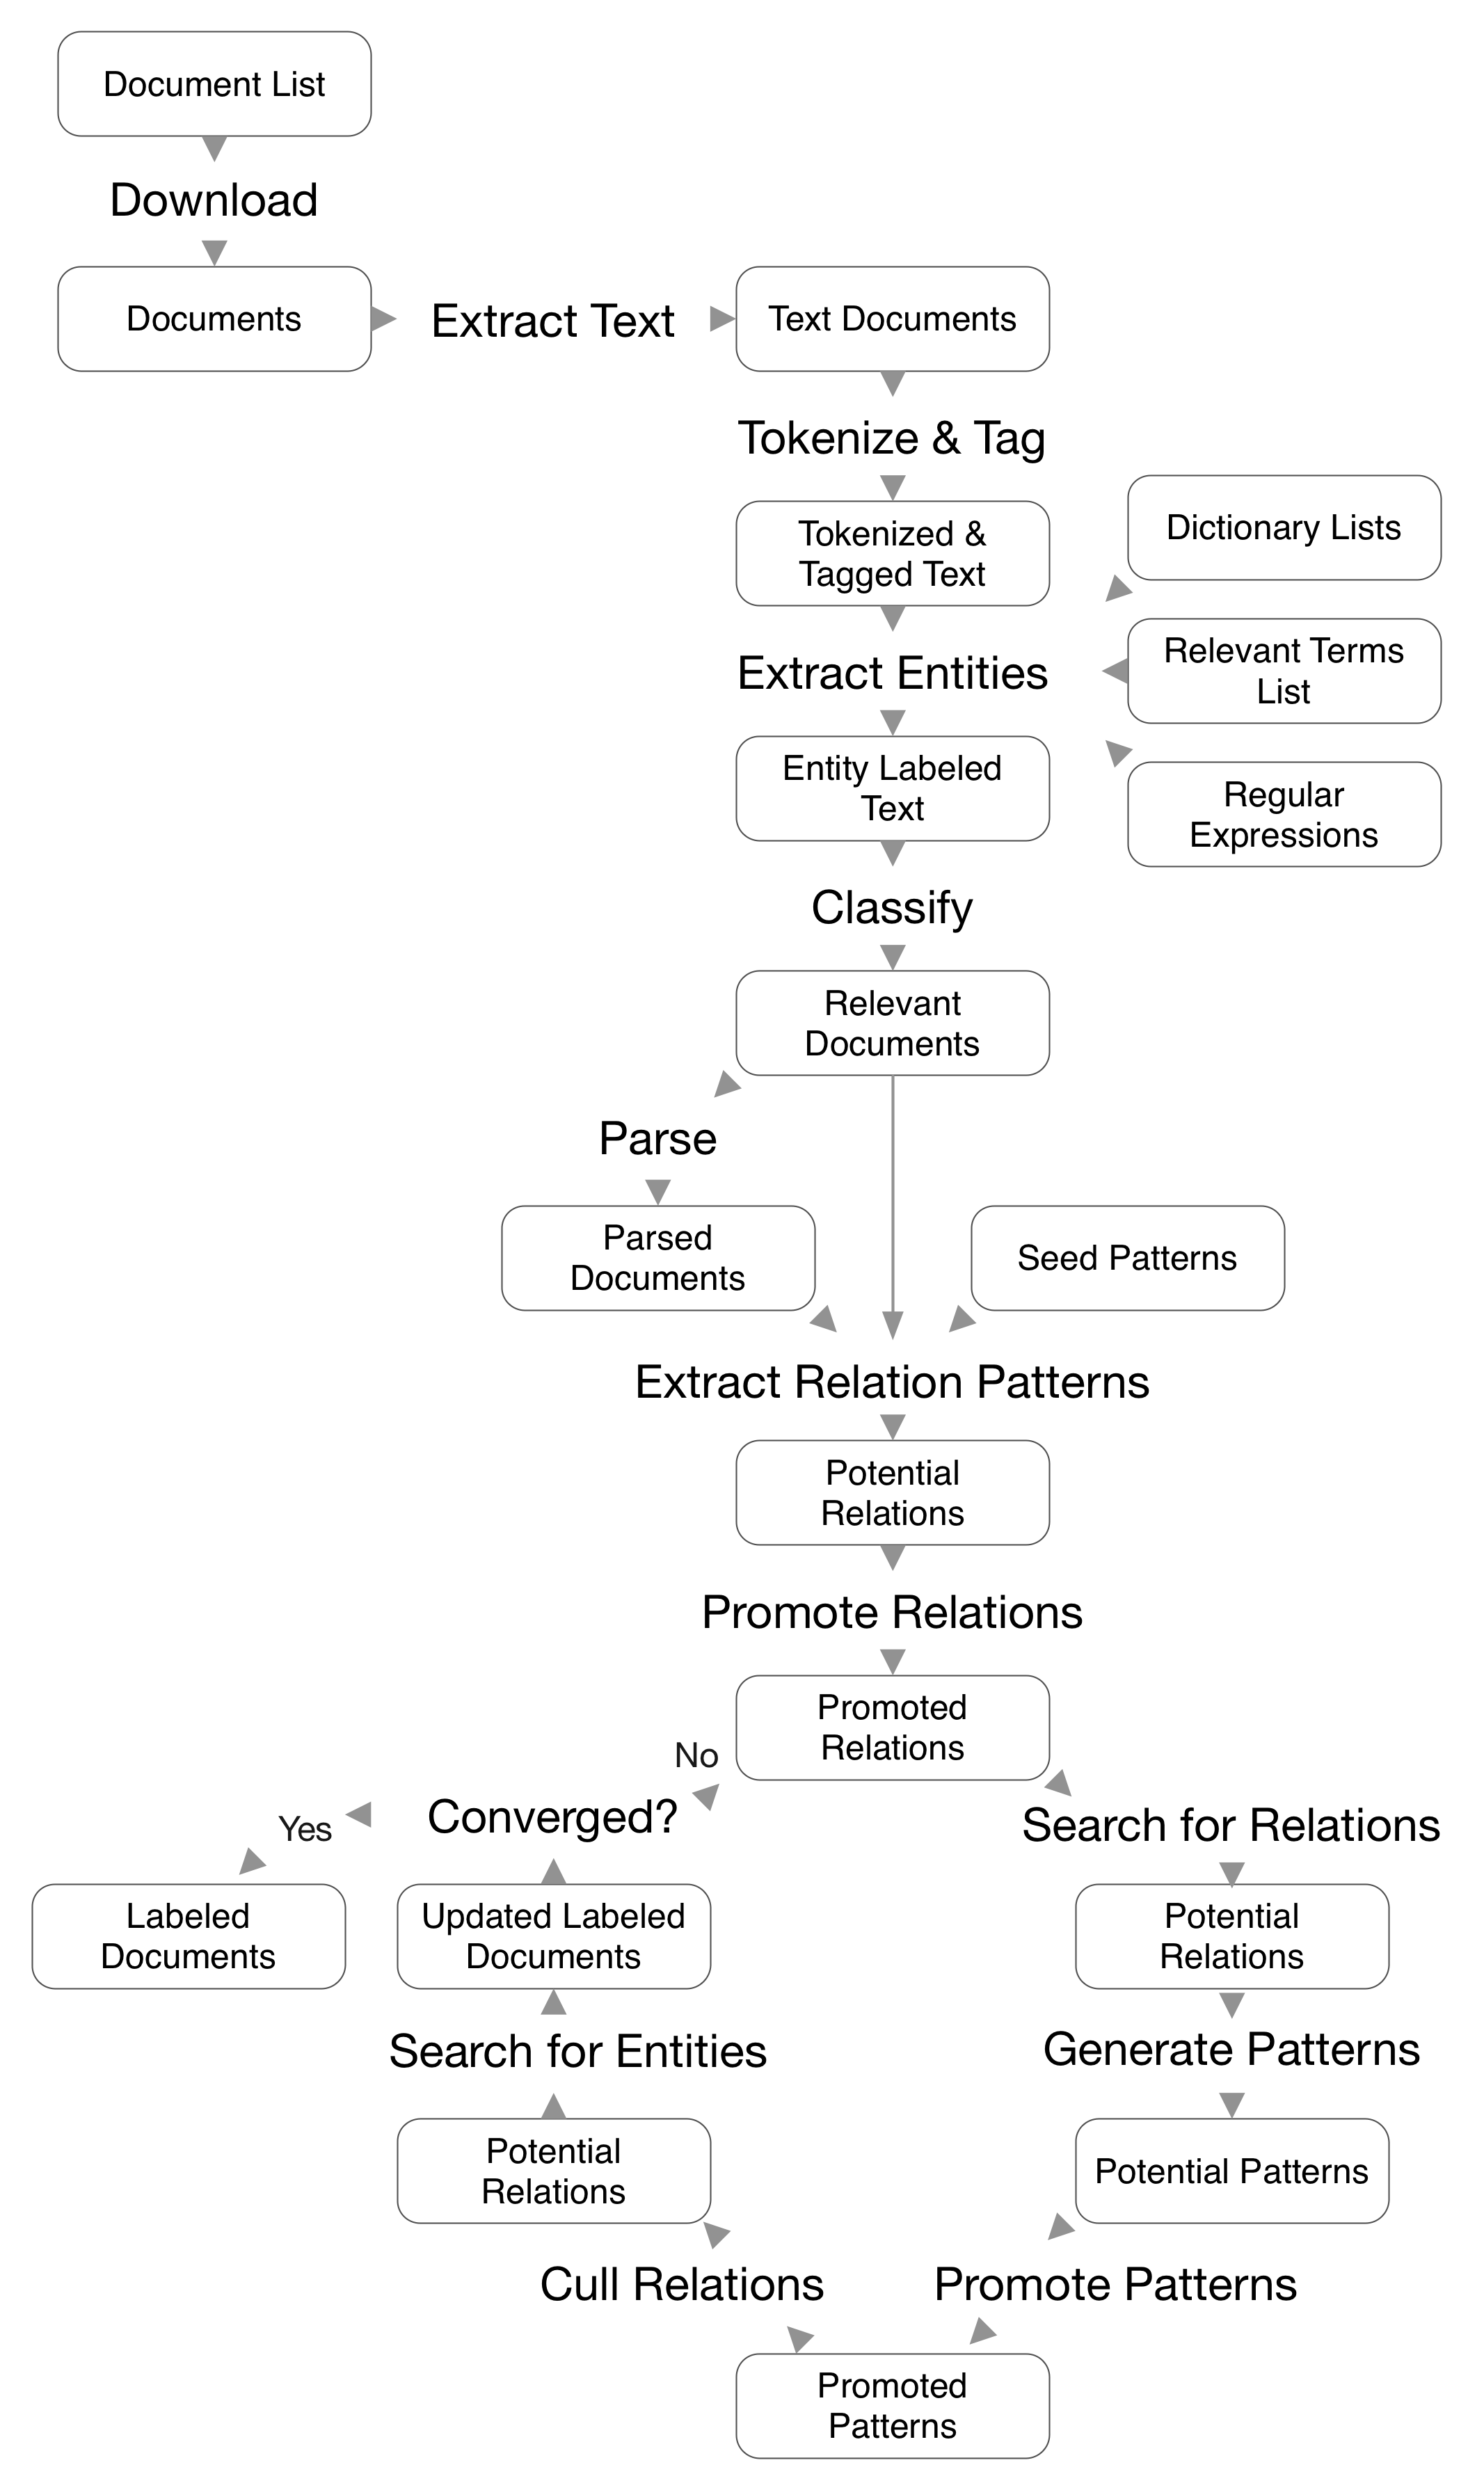 Document List
Download
Documents
Extract Text
Text Documents
Tokenize & Tag
Tokenized &
Tagged Text
Dictionary Lists
Extract Entities
Relevant Terms
List
Entity Labeled
Text
Regular
Expressions
Classify
Relevant
Documents
Parse
Parsed
Documents
Seed Patterns
Extract Relation Patterns
Potential
Relations
Promote Relations
Promoted
Relations
No
Converged?
Yes
Search for Relations
Labeled
Documents
Updated Labeled
Documents
Potential
Relations
Search for Entities
Generate Patterns
Potential
Relations
Potential Patterns
Cull Relations
Promote Patterns
Promoted
Patterns